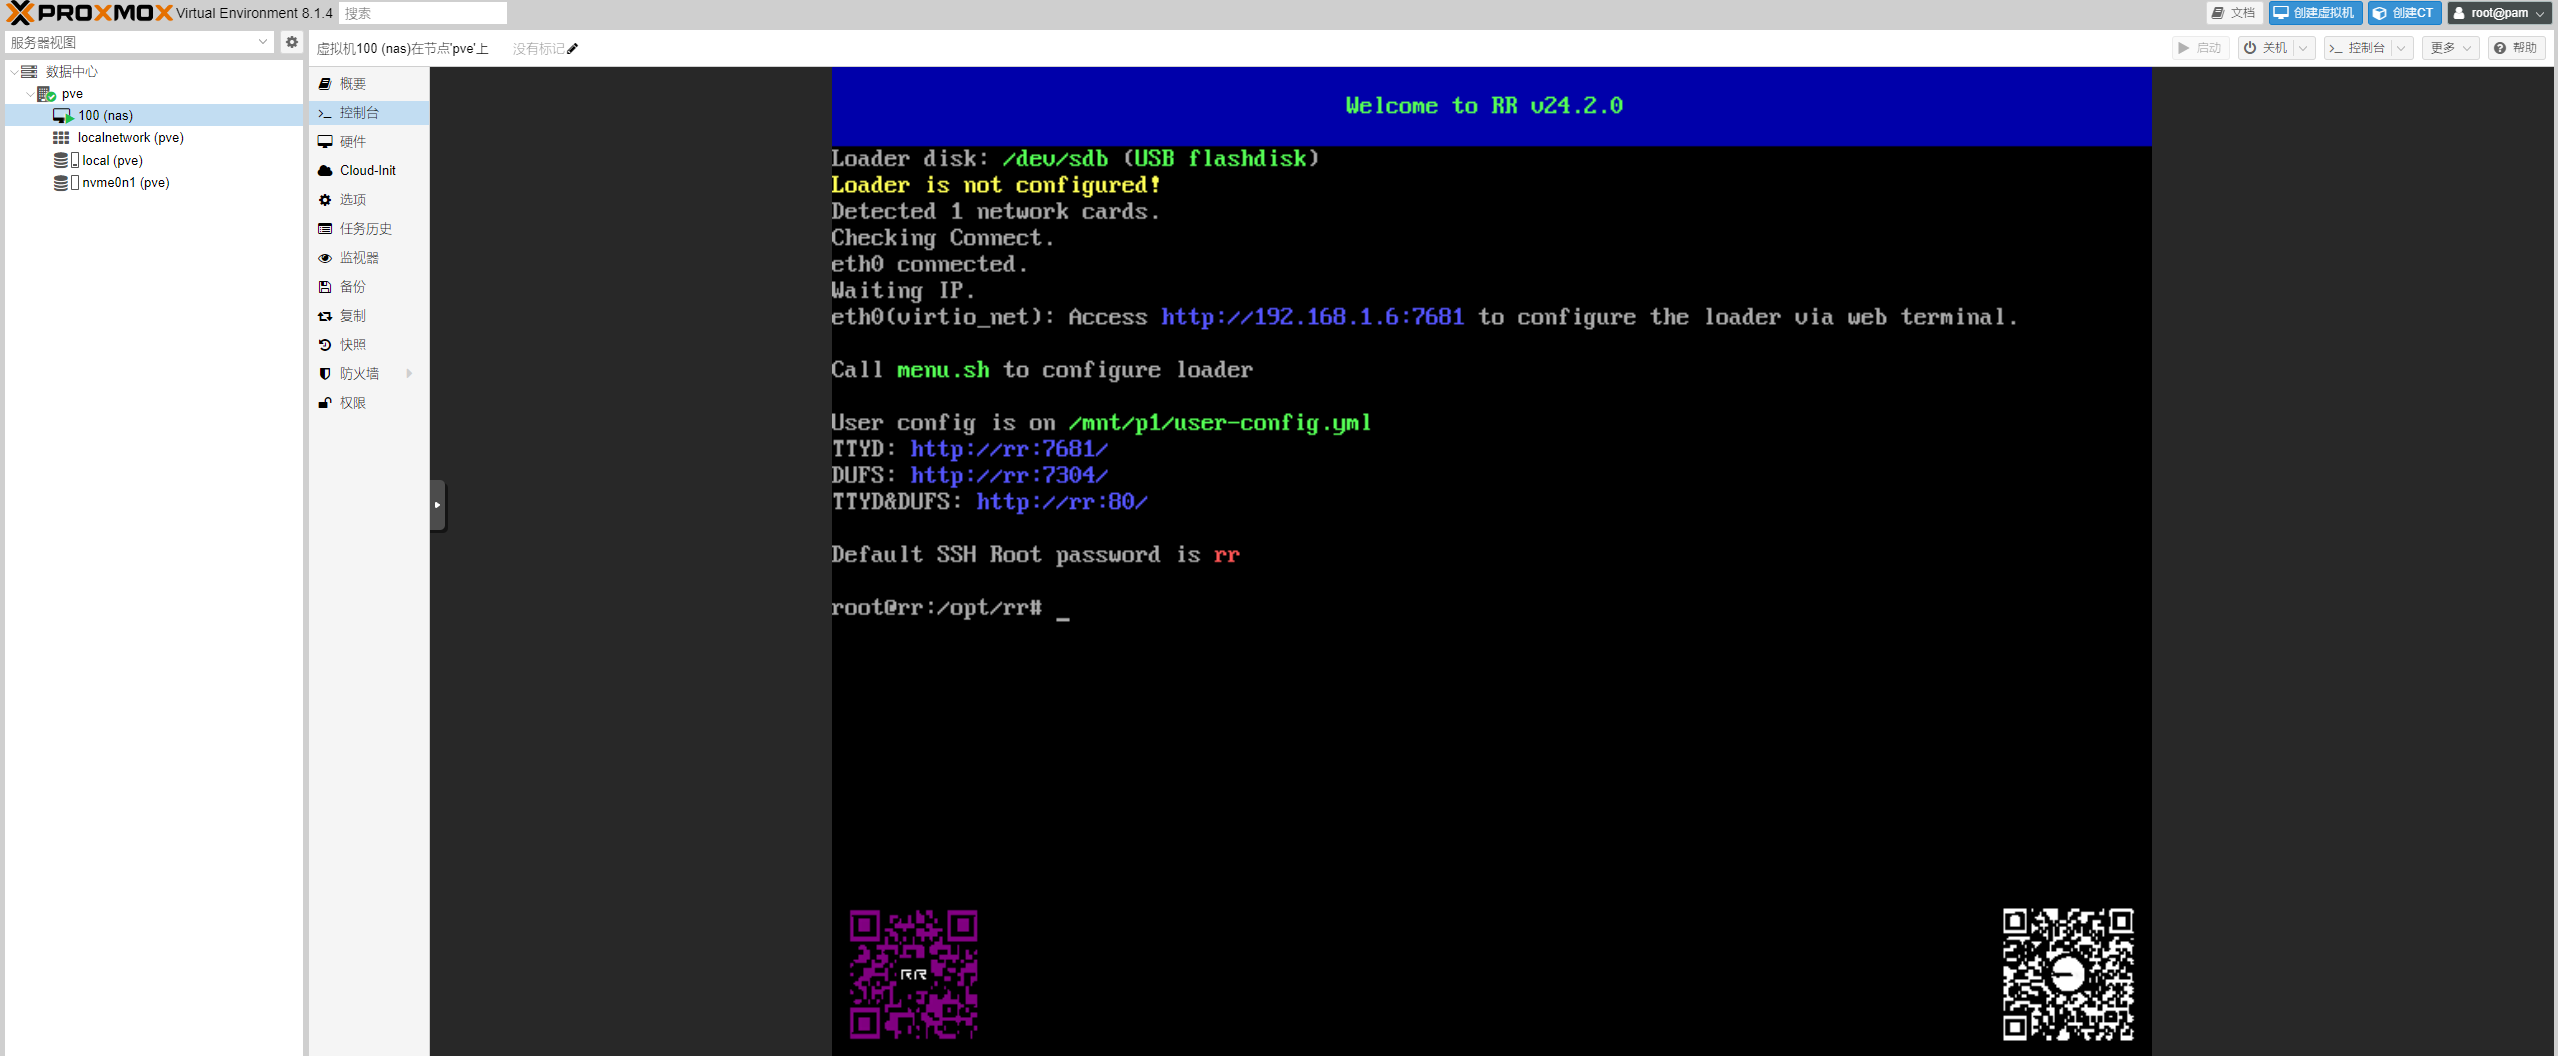 PROXMOX Virtual Environment 8.1.4 搜索 文档 创建虚拟机 创建CT root@pam
服务器视图
虚拟机100 (nas)在节点'pve'上 没有标记 启动 关机 控制台 更多 帮助
数据中心
pve
100 (nas)
localnetwork (pve)
local (pve)
nvme0n1 (pve)
概要
控制台
硬件
Cloud-Init
选项
任务历史
监视器
备份
复制
快照
防火墙
权限
Welcome to RR v24.2.0
Loader disk: /dev/sdb (USB flashdisk)
Loader is not configured!
Detected 1 network cards.
Checking Connect.
eth0 connected.
Waiting IP.
eth0(virtio_net): Access http://192.168.1.6:7681 to configure the loader via web terminal.
Call menu.sh to configure loader
User config is on /mnt/p1/user-config.yml
TTYD: http://rr:7681/
DUFS: http://rr:7304/
TTYD&DUFS: http://rr:80/
Default SSH Root password is rr
root@rr:/opt/rr# _
RR